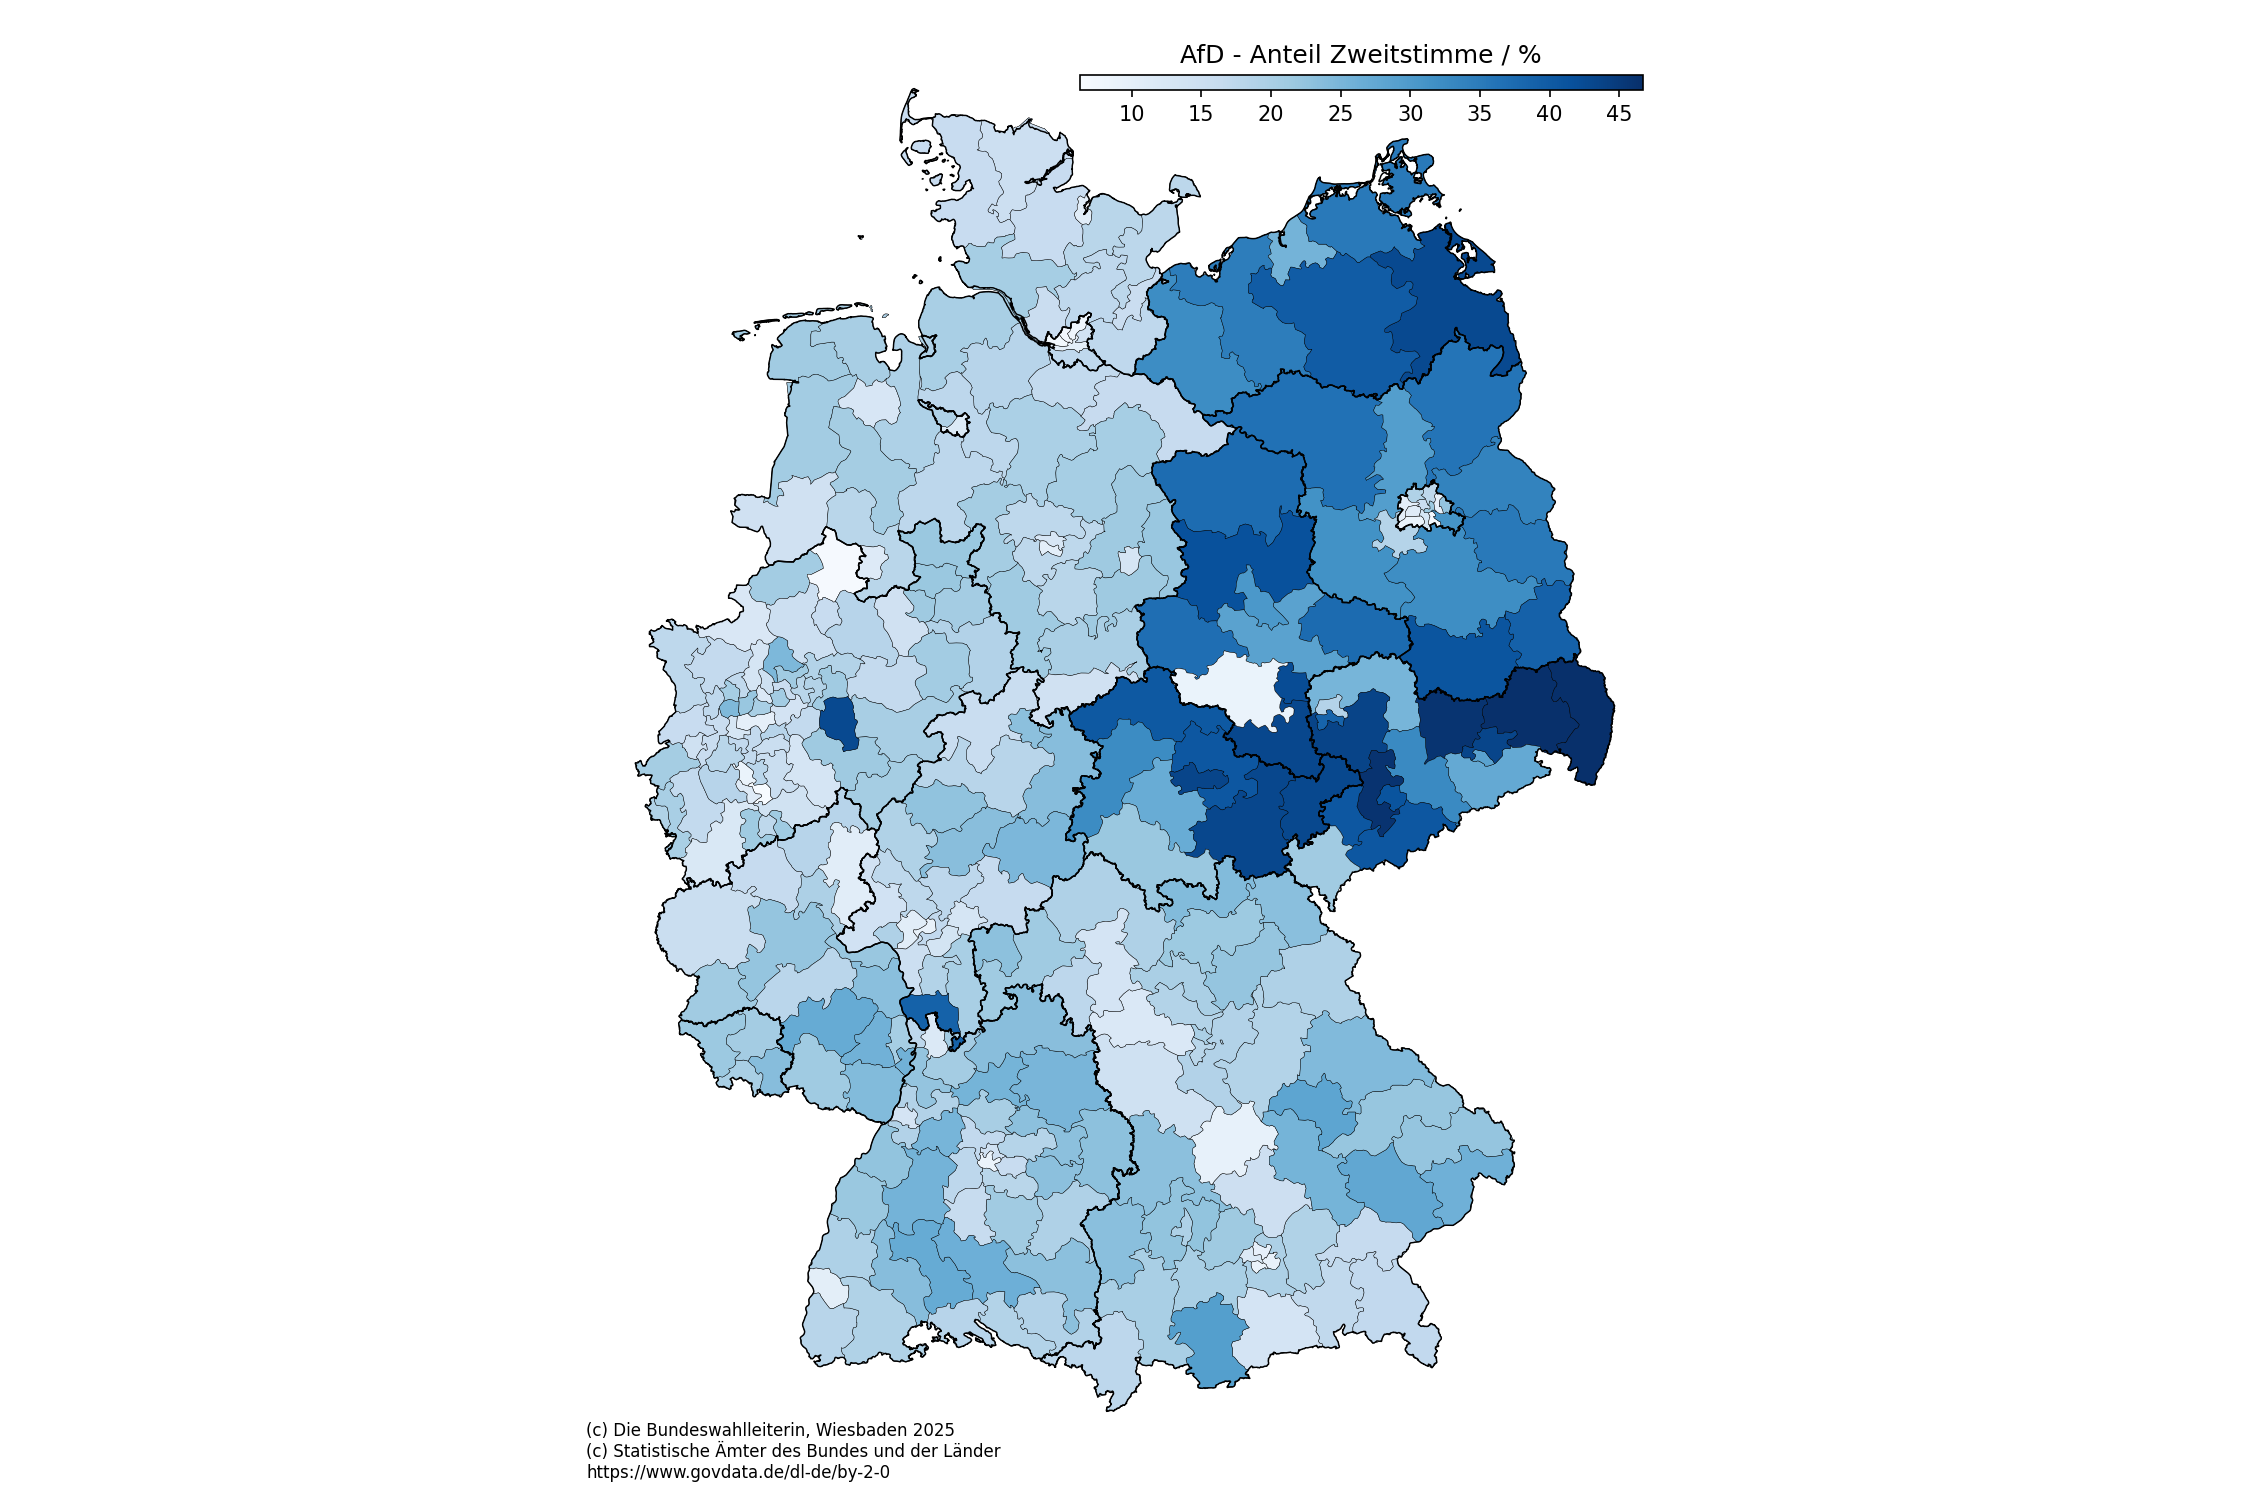 AfD - Anteil Zweitstimme / %
10 15 20 25 30 35 40 45
(c) Die Bundeswahlleiterin, Wiesbaden 2025
(c) Statistische Ämter des Bundes und der Länder
https://www.govdata.de/dl-de/by-2-0